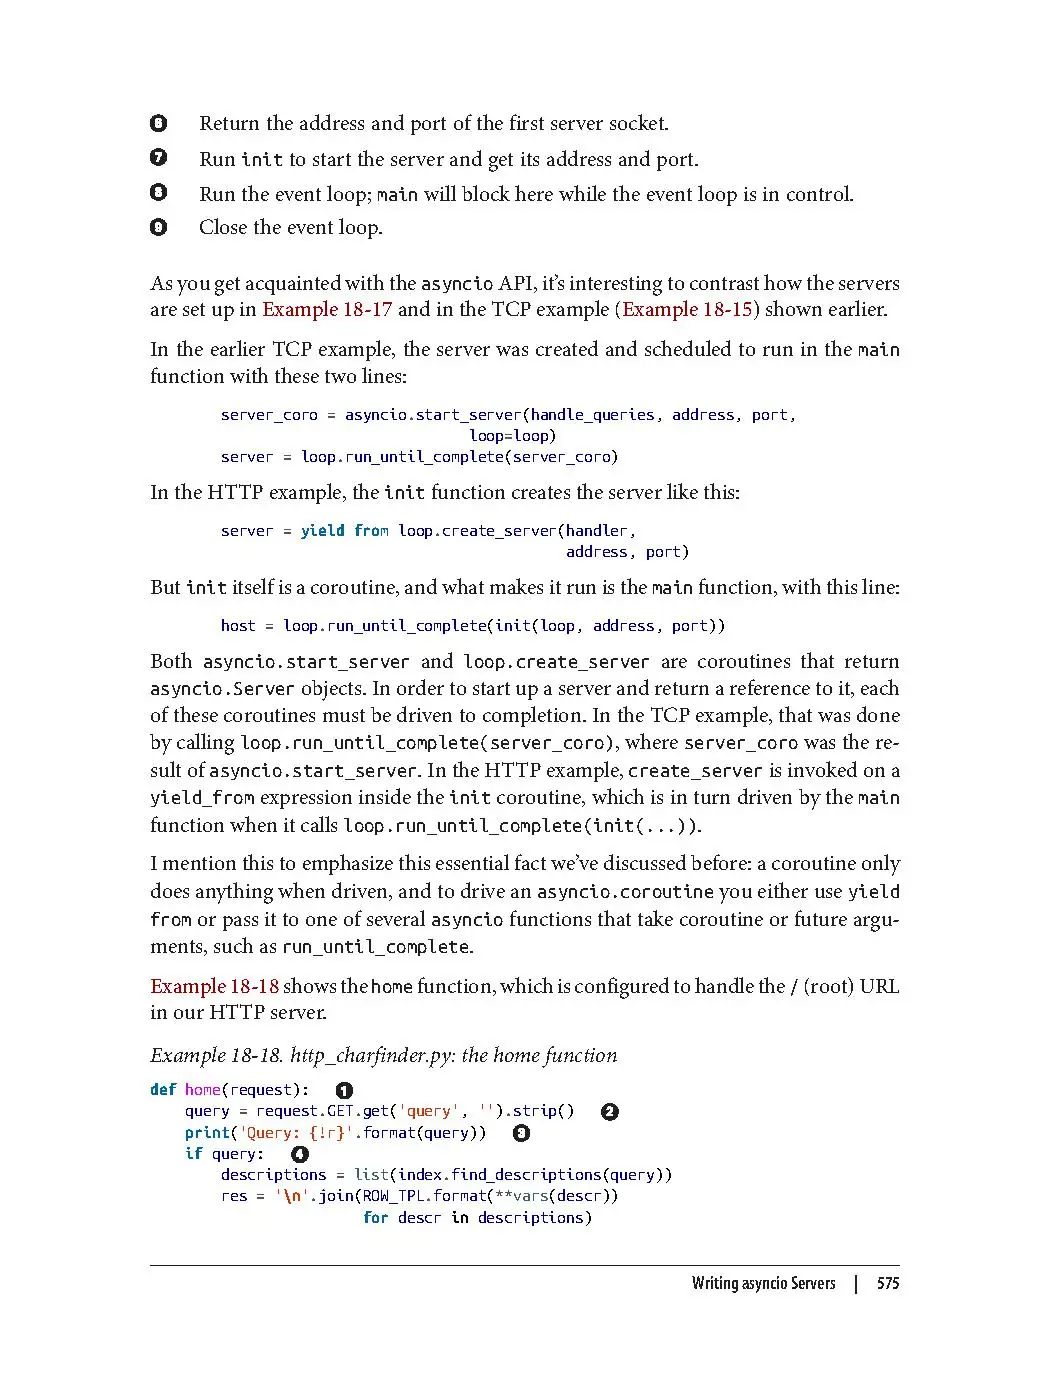 6 Return the address and port of the first server socket.
7 Run init to start the server and get its address and port.
8 Run the event loop; main will block here while the event loop is in control.
9 Close the event loop.
As you get acquainted with the asyncio API, it’s interesting to contrast how the servers
are set up in Example 18-17 and in the TCP example (Example 18-15) shown earlier.
In the earlier TCP example, the server was created and scheduled to run in the main
function with these two lines:
server_coro = asyncio.start_server(handle_queries, address, port,
loop=loop)
server = loop.run_until_complete(server_coro)
In the HTTP example, the init function creates the server like this:
server = yield from loop.create_server(handler,
address, port)
But init itself is a coroutine, and what makes it run is the main function, with this line:
host = loop.run_until_complete(init(loop, address, port))
Both asyncio.start_server and loop.create_server are coroutines that return
asyncio.Server objects. In order to start up a server and return a reference to it, each
of these coroutines must be driven to completion. In the TCP example, that was done
by calling loop.run_until_complete(server_coro), where server_coro was the re-
sult of asyncio.start_server. In the HTTP example, create_server is invoked on a
yield_from expression inside the init coroutine, which is in turn driven by the main
function when it calls loop.run_until_complete(init(...)).
I mention this to emphasize this essential fact we’ve discussed before: a coroutine only
does anything when driven, and to drive an asyncio.coroutine you either use yield
from or pass it to one of several asyncio functions that take coroutine or future argu-
ments, such as run_until_complete.
Example 18-18 shows the home function, which is configured to handle the / (root) URL
in our HTTP server.
Example 18-18. http_charfinder.py: the home function
def home(request): 1
    query = request.GET.get('query', '').strip() 2
    print('Query: {!r}'.format(query)) 3
    if query: 4
        descriptions = list(index.find_descriptions(query))
        res = '\n'.join(ROW_TPL.format(**vars(descr))
                        for descr in descriptions)
Writing asyncio Servers | 575